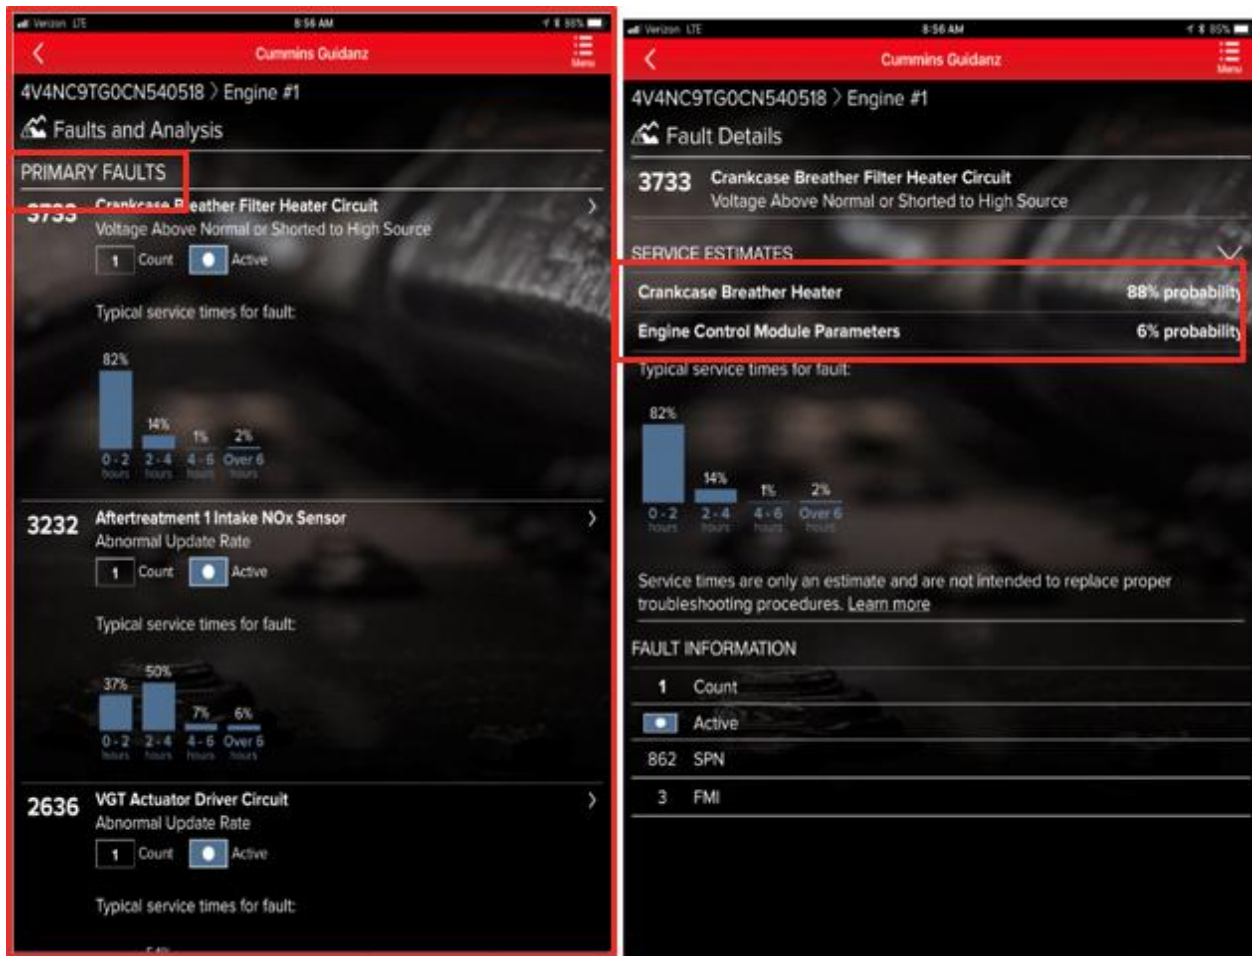 Verizon LTE 8:56 AM
Cummins Guidanz
Menu
4V4NC9TG0CN540518 > Engine #1
Faults and Analysis
PRIMARY FAULTS
3733 Crankcase Breather Filter Heater Circuit
Voltage Above Normal or Shorted to High Source
1 Count Active
Typical service times for fault:
82%
14%
1% 2%
0 - 2 2 - 4 4 - 6 Over 6
hours hours hours hours
3232 Aftertreatment 1 Intake NOx Sensor
Abnormal Update Rate
1 Count Active
Typical service times for fault:
50%
37%
7% 6%
0 - 2 2 - 4 4 - 6 Over 6
hours hours hours hours
2636 VGT Actuator Driver Circuit
Abnormal Update Rate
1 Count Active
Typical service times for fault:
Verizon LTE 8:56 AM 85%
Cummins Guidanz
Menu
4V4NC9TG0CN540518 > Engine #1
Fault Details
3733 Crankcase Breather Filter Heater Circuit
Voltage Above Normal or Shorted to High Source
SERVICE ESTIMATES
Crankcase Breather Heater 88% probability
Engine Control Module Parameters 6% probability
Typical service times for fault:
82%
14%
1% 2%
0 - 2 2 - 4 4 - 6 Over 6
hours hours hours hours
Service times are only an estimate and are not intended to replace proper
troubleshooting procedures. Learn more
FAULT INFORMATION
1 Count
Active
862 SPN
3 FMI